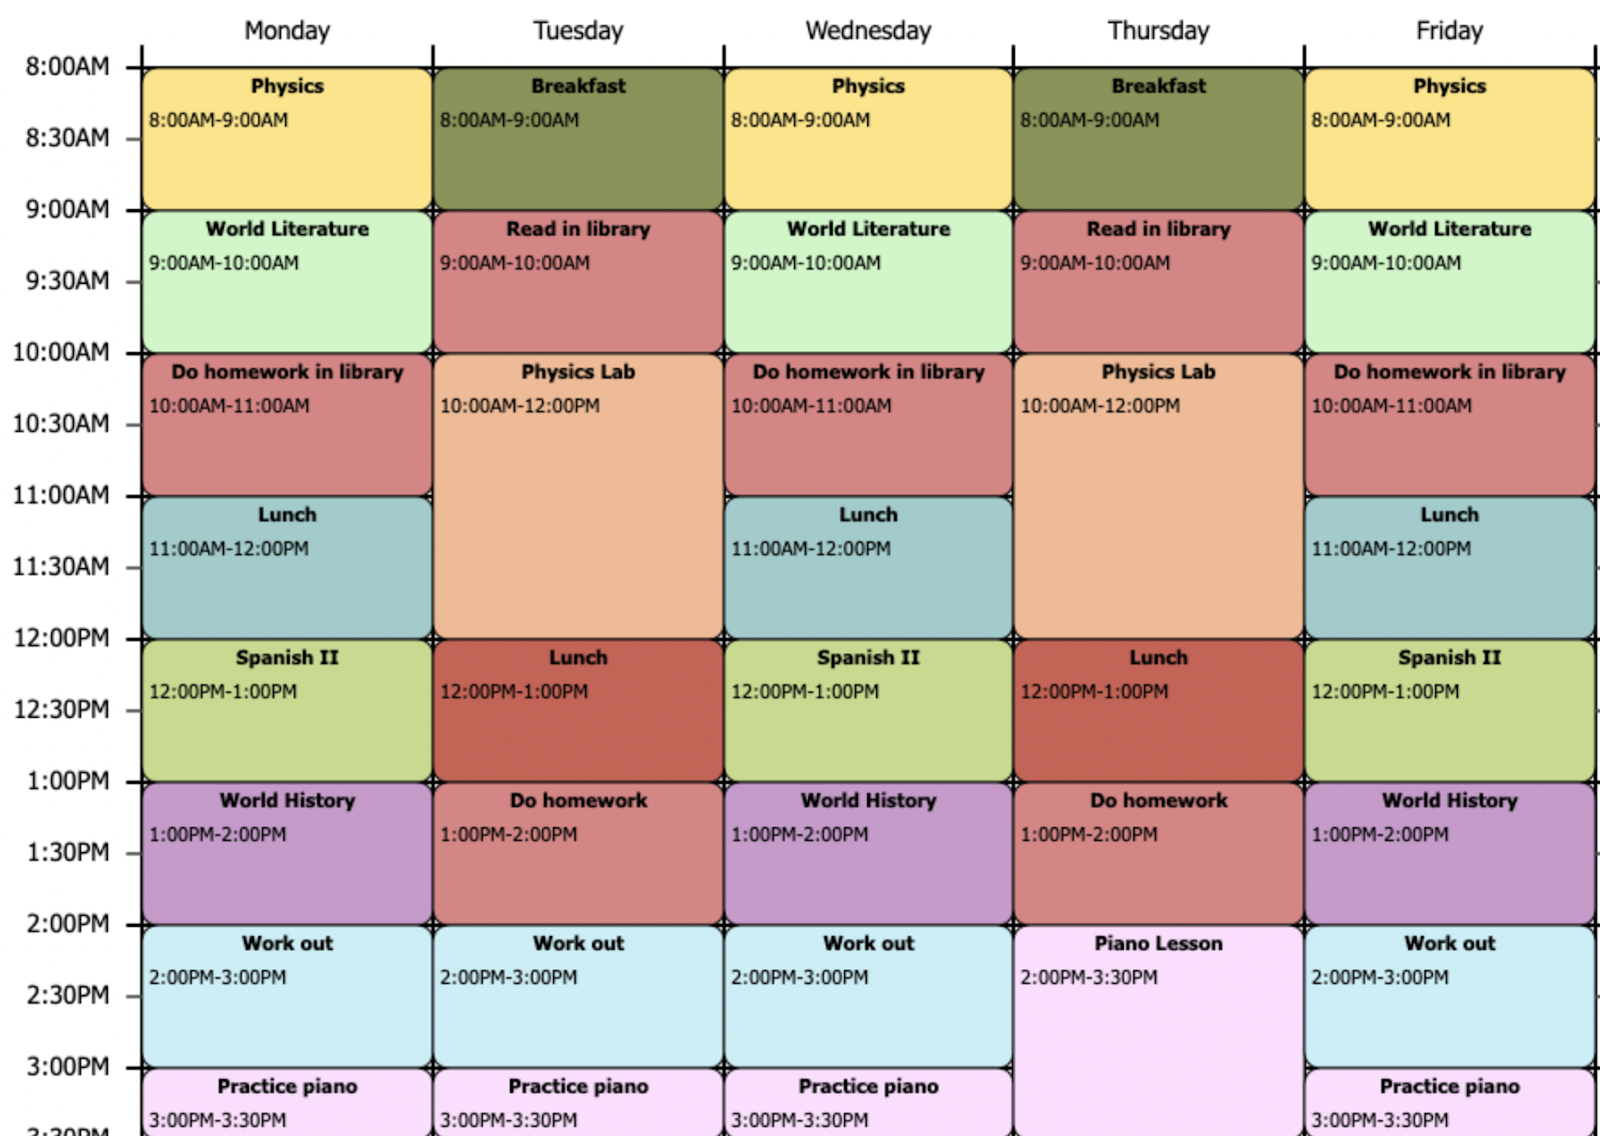 Monday Tuesday Wednesday Thursday Friday
8:00AM
Physics Breakfast Physics Breakfast Physics
8:00AM-9:00AM 8:00AM-9:00AM 8:00AM-9:00AM 8:00AM-9:00AM 8:00AM-9:00AM
8:30AM
9:00AM
World Literature Read in library World Literature Read in library World Literature
9:00AM-10:00AM 9:00AM-10:00AM 9:00AM-10:00AM 9:00AM-10:00AM 9:00AM-10:00AM
9:30AM
10:00AM
Do homework in library Physics Lab Do homework in library Physics Lab Do homework in library
10:00AM-11:00AM 10:00AM-12:00PM 10:00AM-11:00AM 10:00AM-12:00PM 10:00AM-11:00AM
10:30AM
11:00AM
Lunch Lunch Lunch
11:00AM-12:00PM 11:00AM-12:00PM 11:00AM-12:00PM
11:30AM
12:00PM
Spanish II Lunch Spanish II Lunch Spanish II
12:00PM-1:00PM 12:00PM-1:00PM 12:00PM-1:00PM 12:00PM-1:00PM 12:00PM-1:00PM
12:30PM
1:00PM
World History Do homework World History Do homework World History
1:00PM-2:00PM 1:00PM-2:00PM 1:00PM-2:00PM 1:00PM-2:00PM 1:00PM-2:00PM
1:30PM
2:00PM
Work out Work out Work out Piano Lesson Work out
2:00PM-3:00PM 2:00PM-3:00PM 2:00PM-3:00PM 2:00PM-3:30PM 2:00PM-3:00PM
2:30PM
3:00PM
Practice piano Practice piano Practice piano Practice piano
3:00PM-3:30PM 3:00PM-3:30PM 3:00PM-3:30PM 3:00PM-3:30PM